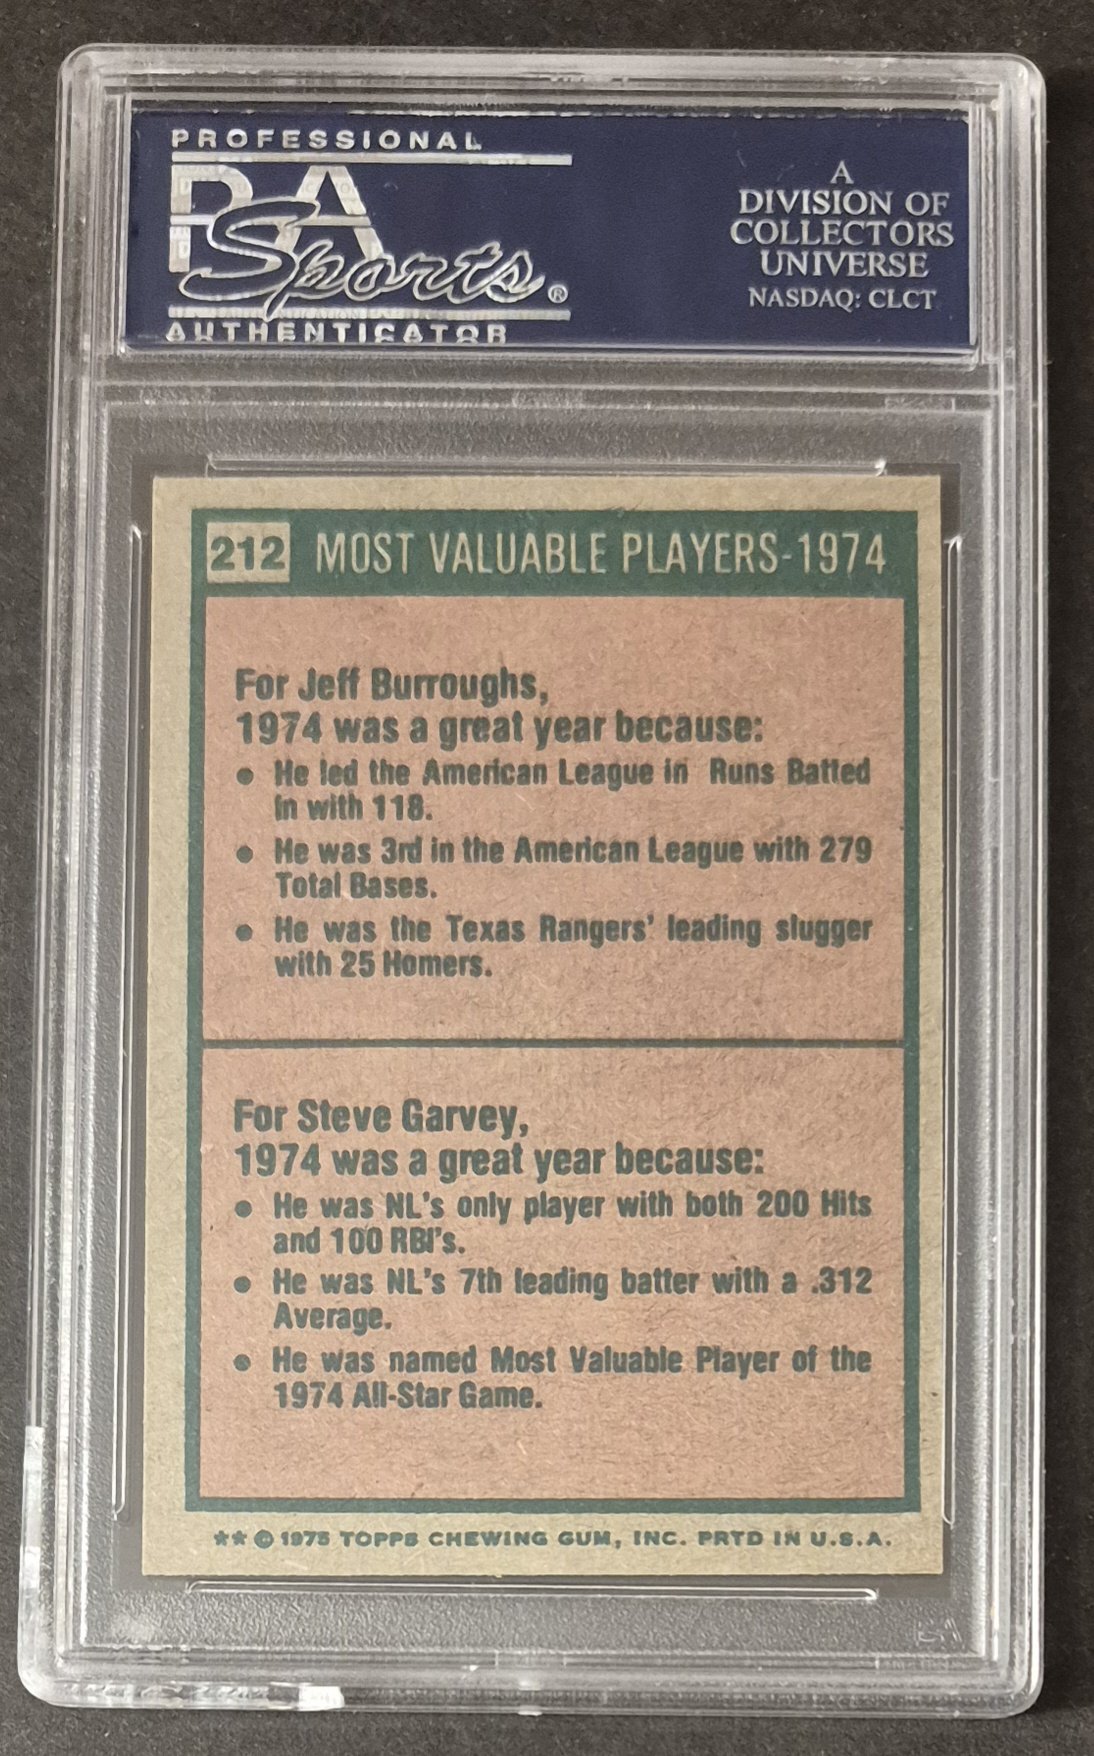 PROFESSIONAL
PSA
Sports®
AUTHENTICATOR
A
DIVISION OF
COLLECTORS
UNIVERSE
NASDAQ: CLCT
212 MOST VALUABLE PLAYERS-1974
For Jeff Burroughs,
1974 was a great year because:
• He led the American League in Runs Batted
In with 118.
• He was 3rd in the American League with 279
Total Bases.
• He was the Texas Rangers' leading slugger
with 25 Homers.
For Steve Garvey,
1974 was a great year because:
• He was NL's only player with both 200 Hits
and 100 RBI's.
• He was NL's 7th leading batter with a .312
Average.
• He was named Most Valuable Player of the
1974 All-Star Game.
** © 1975 TOPPS CHEWING GUM, INC. PRTD IN U.S.A.